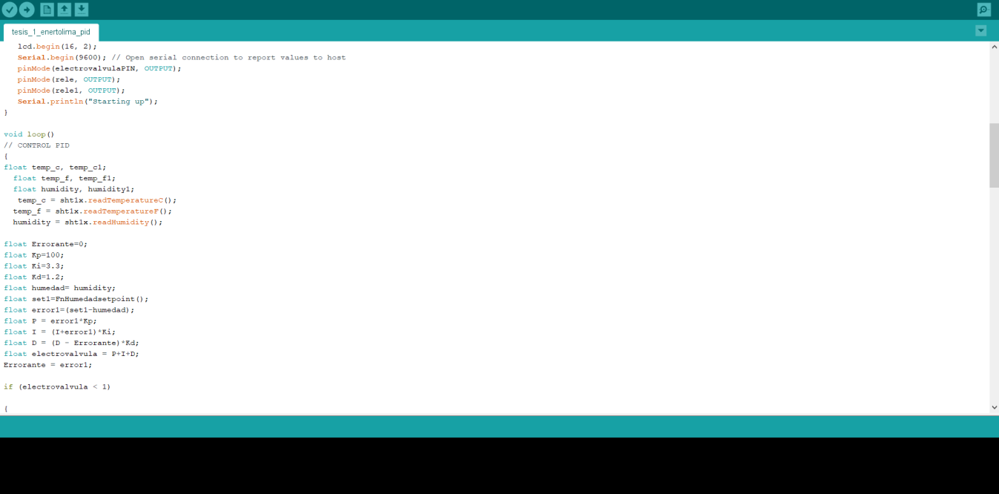 tesis_1_enertolima_pid
lcd.begin(16, 2);
Serial.begin(9600); // Open serial connection to report values to host
pinMode(electrovalvulaPIN, OUTPUT);
pinMode(rele, OUTPUT);
pinMode(rele1, OUTPUT);
Serial.println("Starting up");
}
void loop()
// CONTROL PID
{
float temp_c, temp_c1;
float temp_f, temp_f1;
float humidity, humidity1;
temp_c = sht1x.readTemperatureC();
temp_f = sht1x.readTemperatureF();
humidity = sht1x.readHumidity();
float Errorante=0;
float Kp=100;
float Ki=3.3;
float Kd=1.2;
float humedad= humidity;
float set1=FnHumedadsetpoint();
float error1=(set1-humedad);
float P = error1*Kp;
float I = (I+error1)*Ki;
float D = (D - Errorante)*Kd;
float electrovalvula = P+I+D;
Errorante = error1;
if (electrovalvula < 1)
{